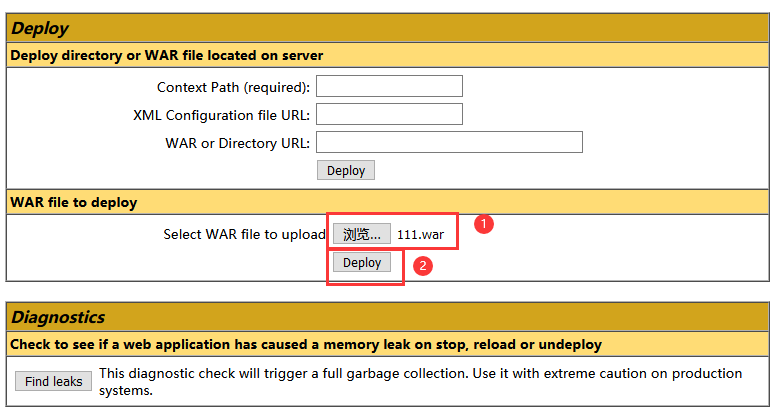 Deploy
Deploy directory or WAR file located on server
Context Path (required):
XML Configuration file URL:
WAR or Directory URL:
Deploy
WAR file to deploy
Select WAR file to upload 浏览... 111.war 1
Deploy 2
Diagnostics
Check to see if a web application has caused a memory leak on stop, reload or undeploy
Find leaks This diagnostic check will trigger a full garbage collection. Use it with extreme caution on production
systems.